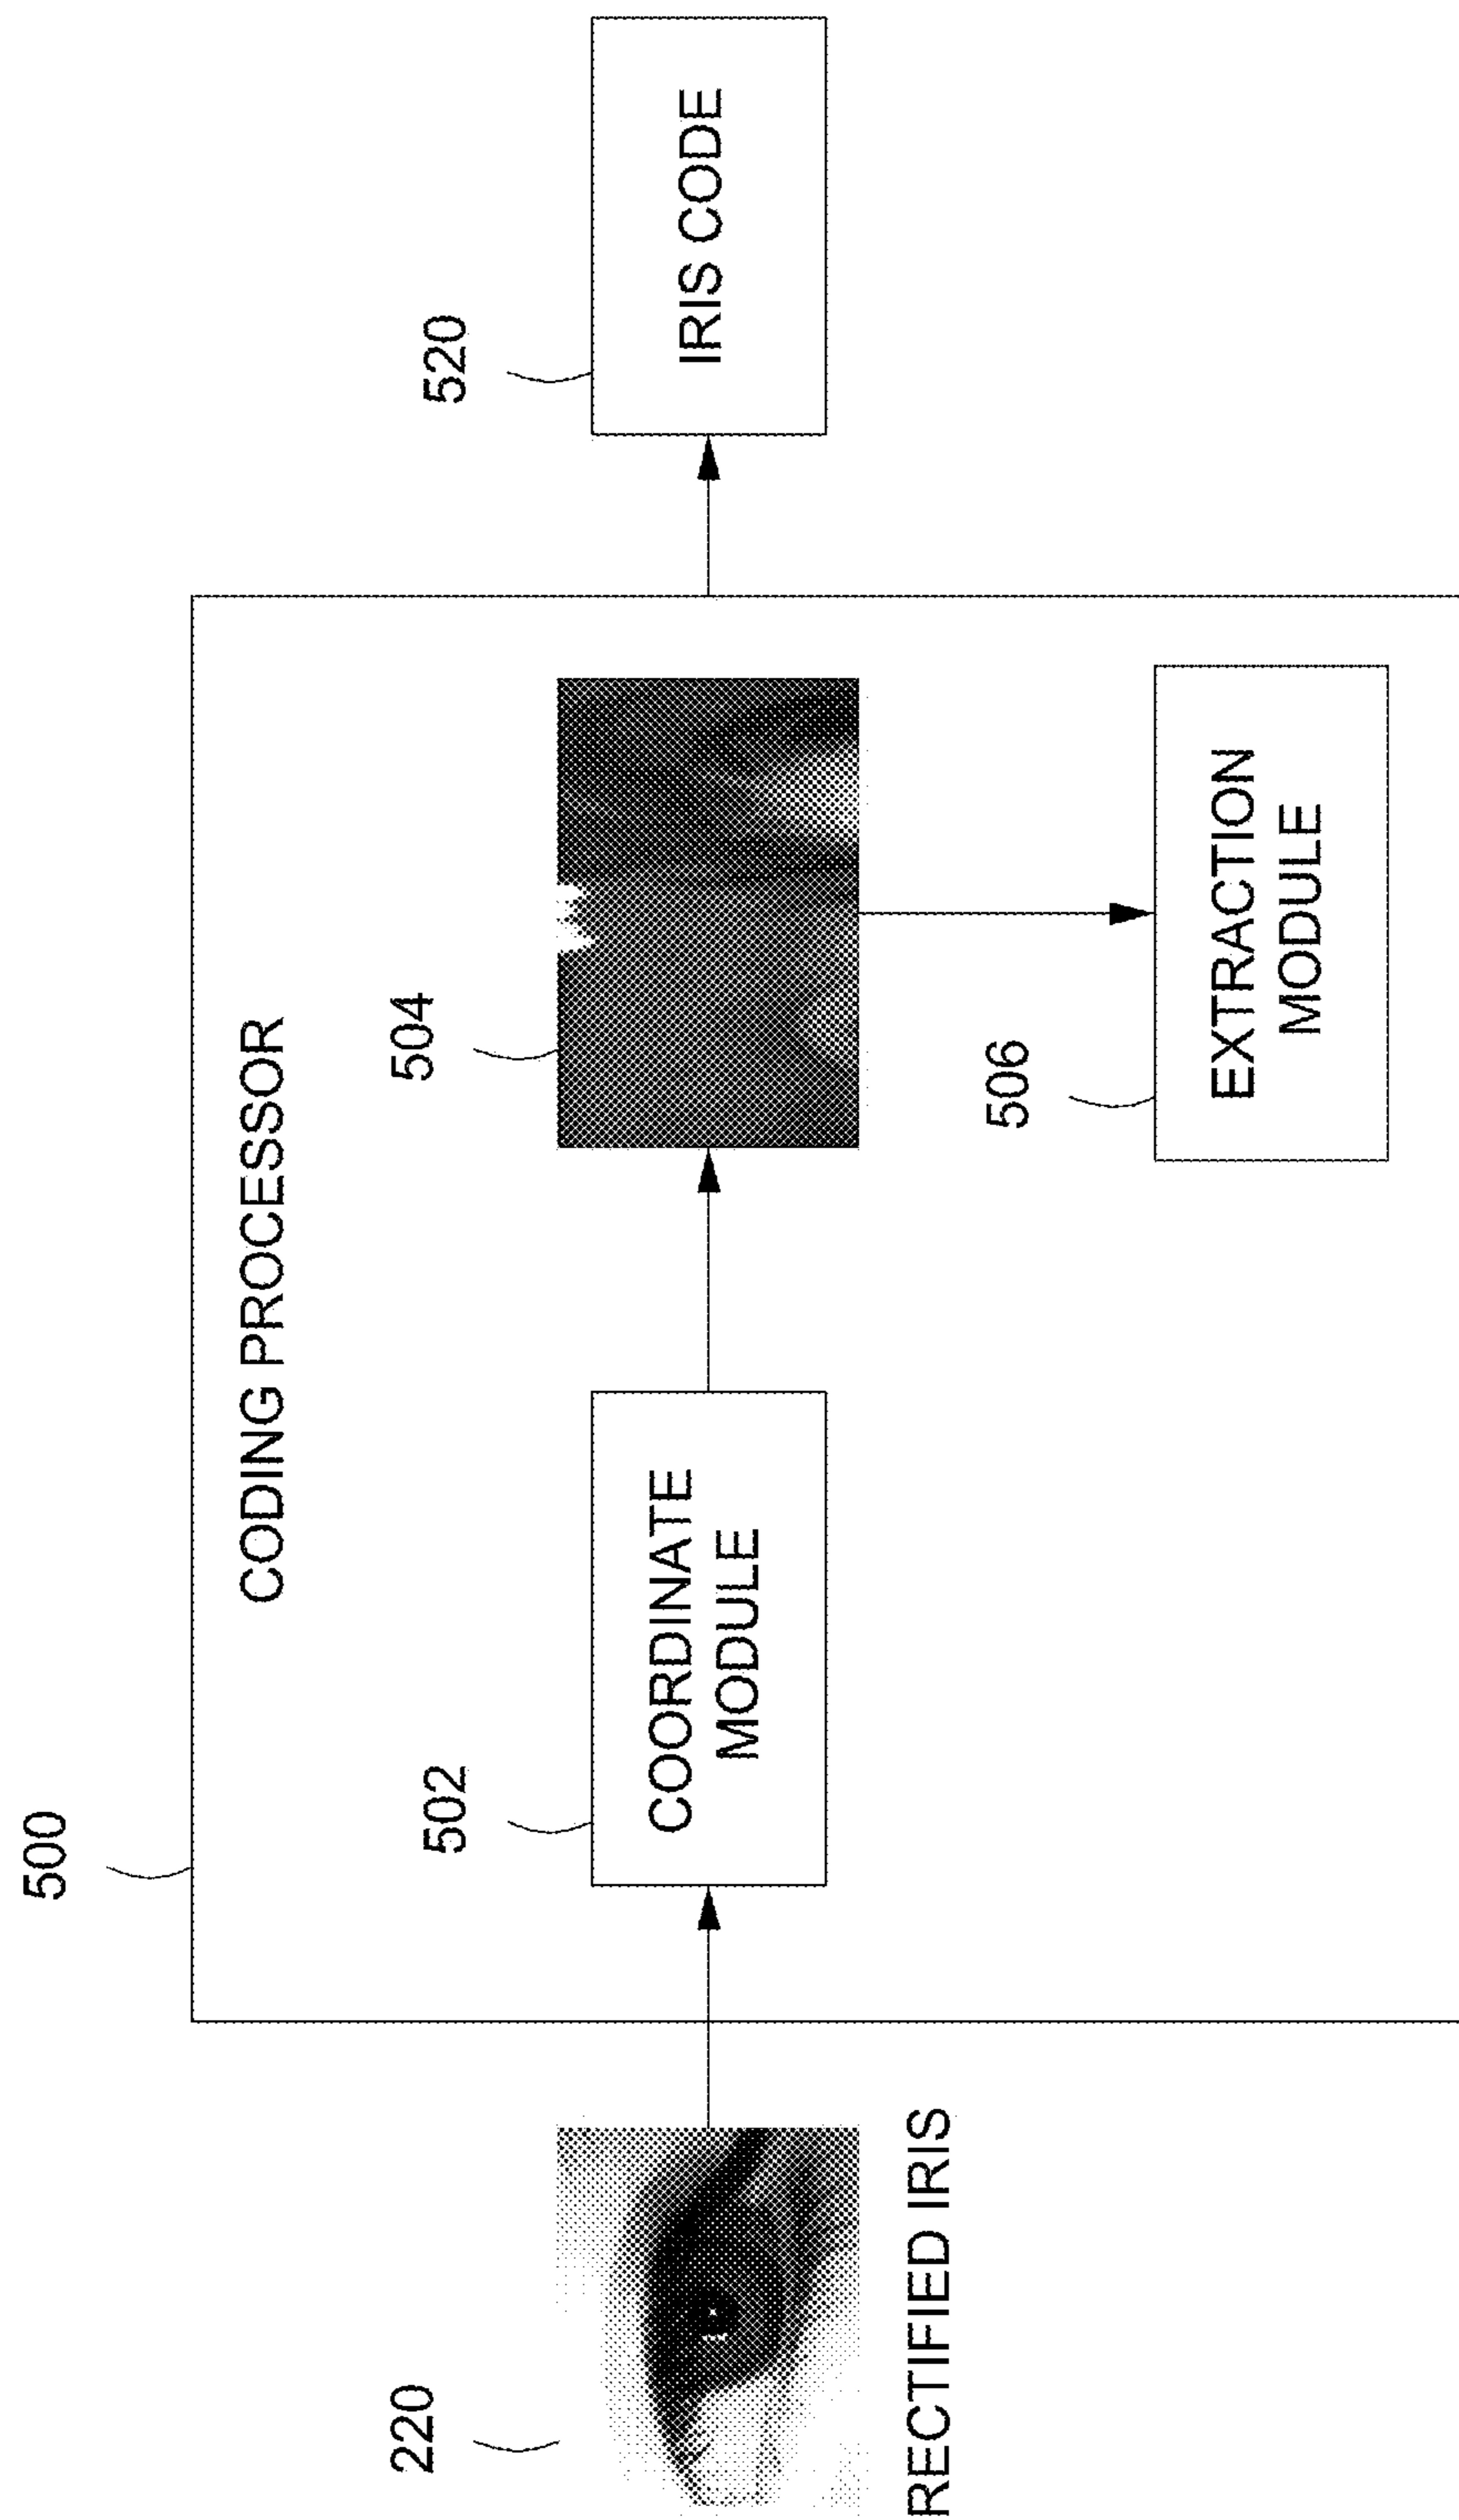 500
CODING PROCESSOR
220
RECTIFIED IRIS
502
COORDINATE
MODULE
504
506
EXTRACTION
MODULE
520
IRIS CODE